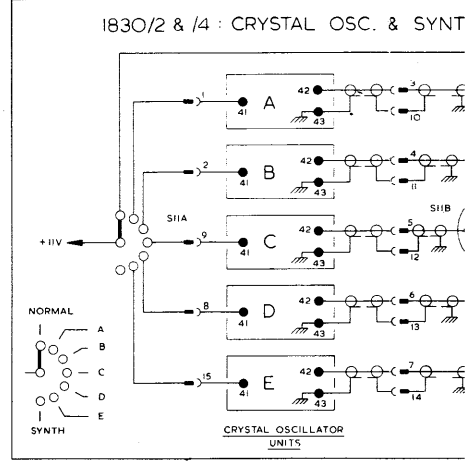 1830/2 & /4 : CRYSTAL OSC. & SYNT
1
41
A
42
43
3
10
2
41
B
42
43
4
11
S11A
S11B
+11V
9
41
C
42
43
5
12
8
41
D
42
43
6
13
15
41
E
42
43
7
14
NORMAL
A
B
C
D
E
SYNTH
CRYSTAL OSCILLATOR
UNITS